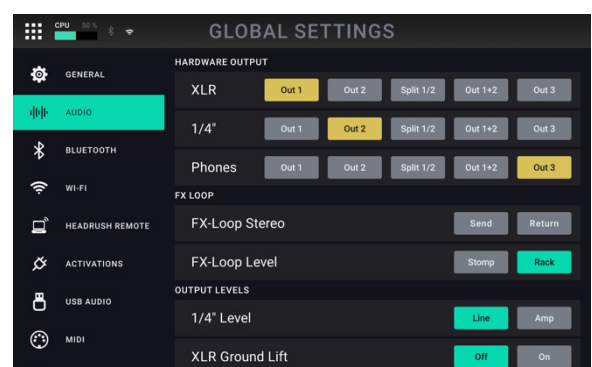 CPU 50 %
GLOBAL SETTINGS
GENERAL
AUDIO
BLUETOOTH
WI-FI
HEADRUSH REMOTE
ACTIVATIONS
USB AUDIO
MIDI
HARDWARE OUTPUT
XLR Out 1 Out 2 Split 1/2 Out 1+2 Out 3
1/4" Out 1 Out 2 Split 1/2 Out 1+2 Out 3
Phones Out 1 Out 2 Split 1/2 Out 1+2 Out 3
FX LOOP
FX-Loop Stereo Send Return
FX-Loop Level Stomp Rack
OUTPUT LEVELS
1/4" Level Line Amp
XLR Ground Lift Off On